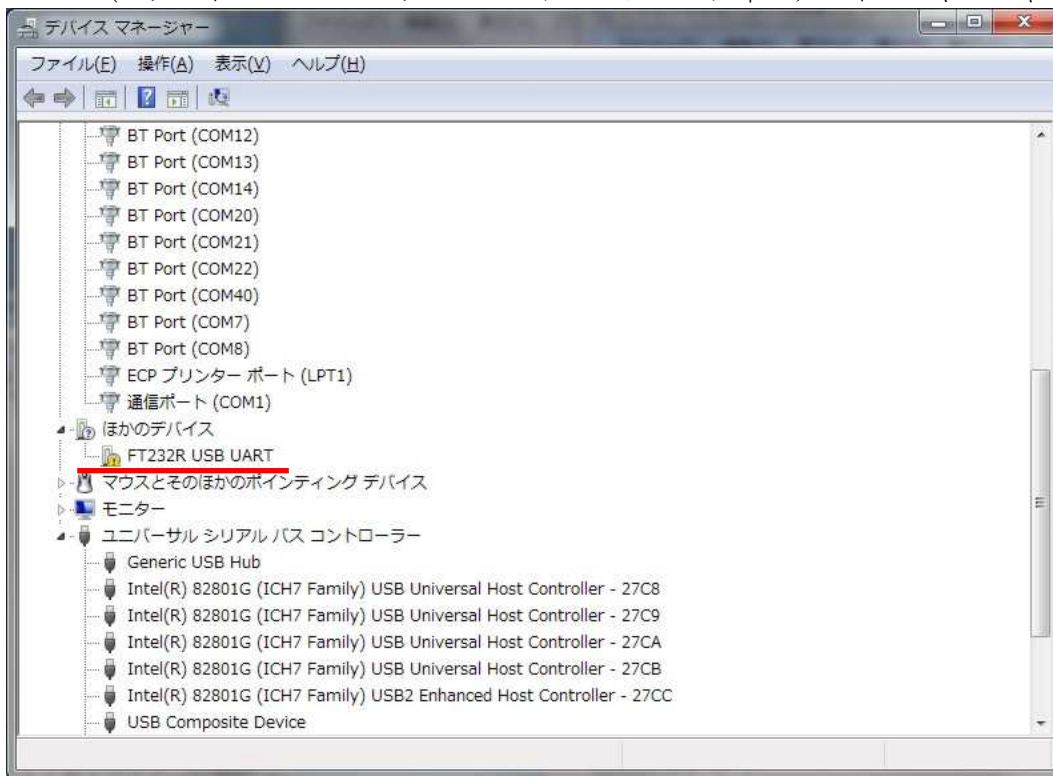 デバイス マネージャー
ファイル(F) 操作(A) 表示(V) ヘルプ(H)
BT Port (COM12)
BT Port (COM13)
BT Port (COM14)
BT Port (COM20)
BT Port (COM21)
BT Port (COM22)
BT Port (COM40)
BT Port (COM7)
BT Port (COM8)
ECP プリンター ポート (LPT1)
通信ポート (COM1)
ほかのデバイス
FT232R USB UART
マウスとそのほかのポインティング デバイス
モニター
ユニバーサル シリアル バス コントローラー
Generic USB Hub
Intel(R) 82801G (ICH7 Family) USB Universal Host Controller - 27C8
Intel(R) 82801G (ICH7 Family) USB Universal Host Controller - 27C9
Intel(R) 82801G (ICH7 Family) USB Universal Host Controller - 27CA
Intel(R) 82801G (ICH7 Family) USB Universal Host Controller - 27CB
Intel(R) 82801G (ICH7 Family) USB2 Enhanced Host Controller - 27CC
USB Composite Device